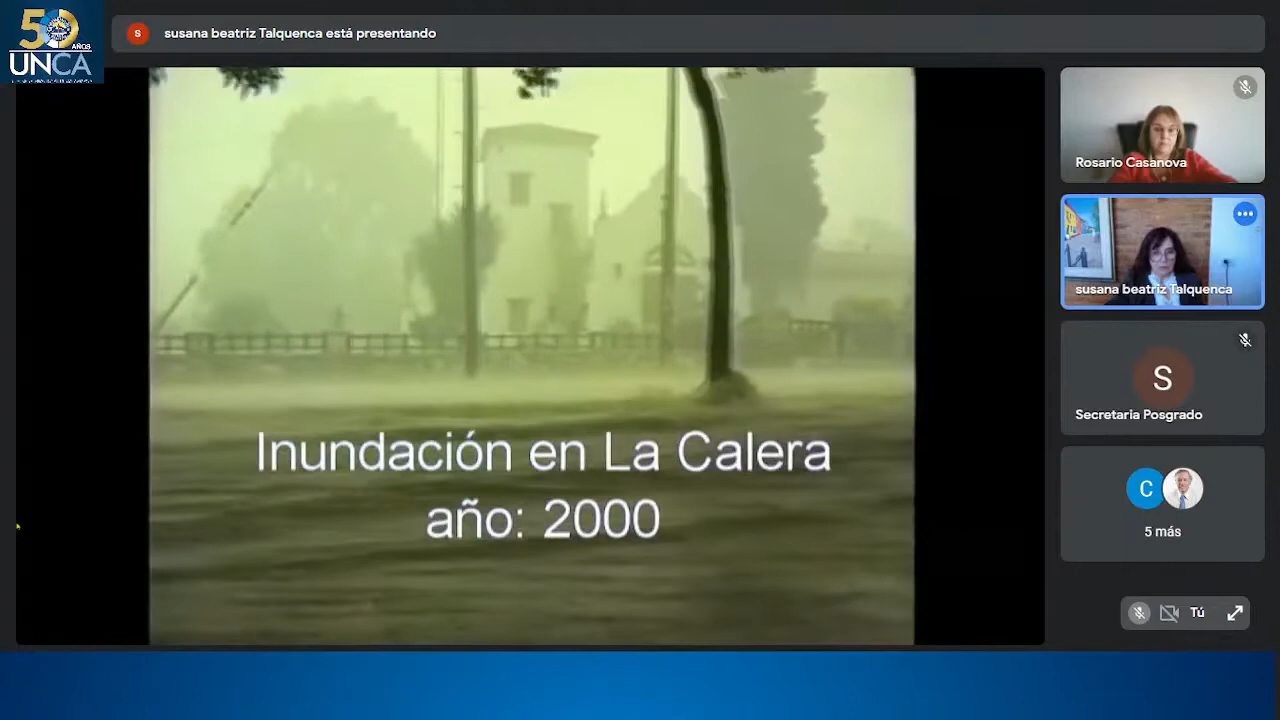 50
AÑOS
UNCA
S
susana beatriz Talquenca está presentando
Inundación en La Calera
año: 2000
Rosario Casanova
susana beatriz Talquenca
S
Secretaria Posgrado
C
5 más
Tú